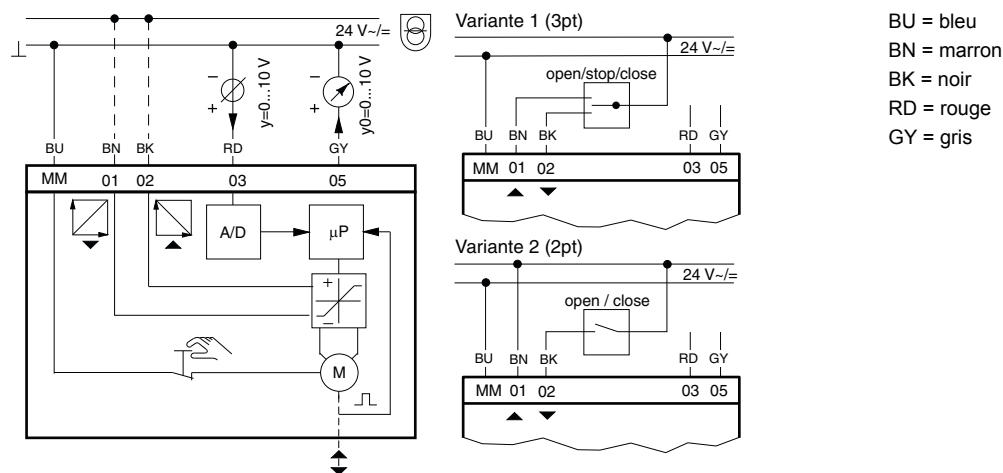 24 V~/=
⊥
– + y=0...10 V
– + y0=0...10 V
BU BN BK RD GY
MM 01 02 03 05
A/D
µP
+
–
M
Variante 1 (3pt)
24 V~/=
open/stop/close
BU BN BK RD GY
MM 01 02 03 05
Variante 2 (2pt)
24 V~/=
open / close
BU BN BK RD GY
MM 01 02 03 05
BU = bleu
BN = marron
BK = noir
RD = rouge
GY = gris